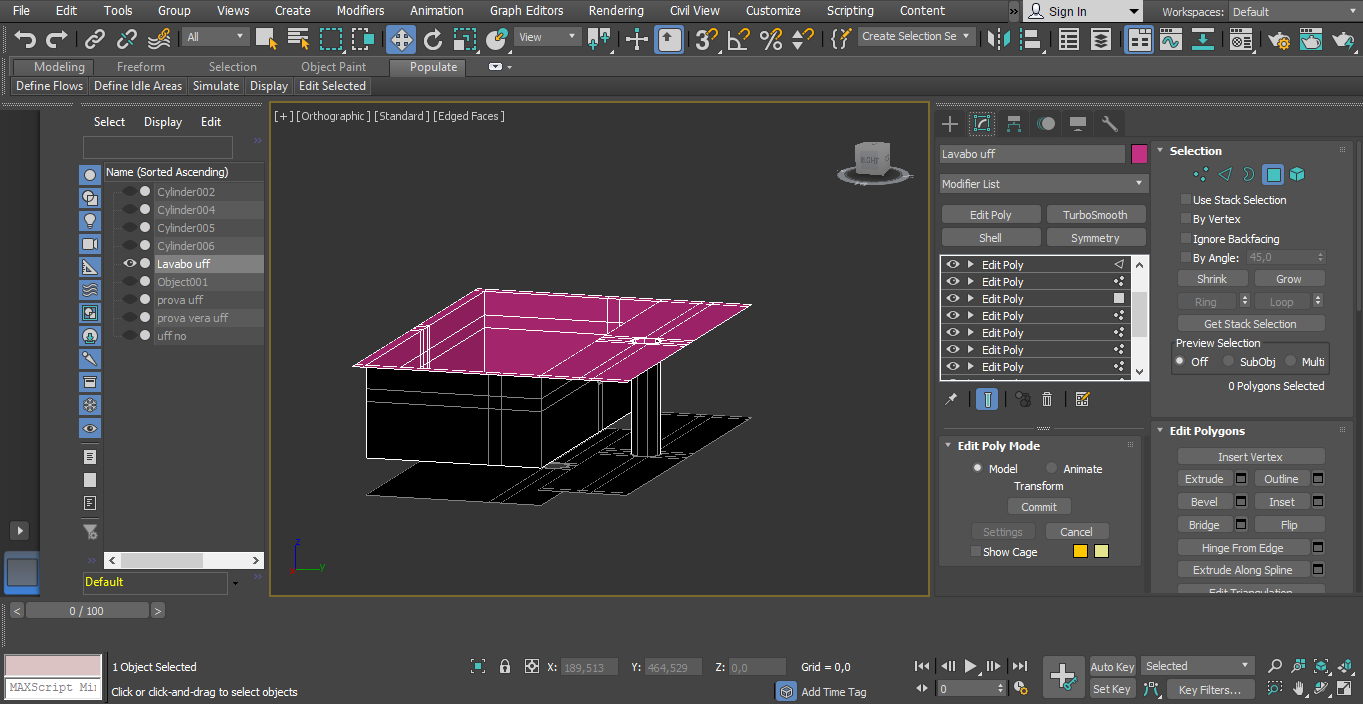 File Edit Tools Group Views Create Modifiers Animation Graph Editors Rendering Civil View Customize Scripting Content » Sign In Workspaces: Default
All View Create Selection Se
Modeling Freeform Selection Object Paint Populate
Define Flows Define Idle Areas Simulate Display Edit Selected
Select Display Edit
Name (Sorted Ascending)
Cylinder002
Cylinder004
Cylinder005
Cylinder006
Lavabo uff
Object001
prova uff
prova vera uff
uff no
Default
[+] [Orthographic] [Standard] [Edged Faces]
RIGHT
z
x
y
Lavabo uff
Modifier List
Edit Poly TurboSmooth
Shell Symmetry
Edit Poly
Edit Poly
Edit Poly
Edit Poly
Edit Poly
Edit Poly
Edit Poly
Edit Poly Mode
Model Animate
Transform
Commit
Settings Cancel
Show Cage
Selection
Use Stack Selection
By Vertex
Ignore Backfacing
By Angle: 45,0
Shrink Grow
Ring Loop
Get Stack Selection
Preview Selection
Off SubObj Multi
0 Polygons Selected
Edit Polygons
Insert Vertex
Extrude Outline
Bevel Inset
Bridge Flip
Hinge From Edge
Extrude Along Spline
Edit Triangulation
< 0 / 100 >
1 Object Selected X: 189,513 Y: 464,529 Z: 0,0 Grid = 0,0 Auto Key Selected
MAXScript Mi
Click or click-and-drag to select objects Add Time Tag 0 Set Key Key Filters...